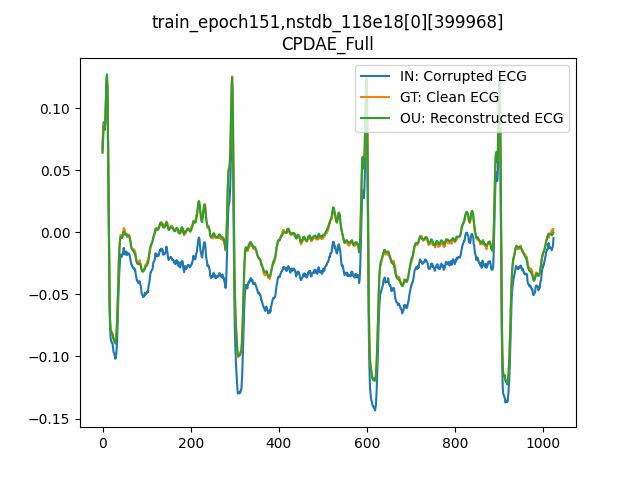 train_epoch151,nstdb_118e18[0][399968]
CPDAE_Full
IN: Corrupted ECG
GT: Clean ECG
OU: Reconstructed ECG
0.10
0.05
0.00
−0.05
−0.10
−0.15
0 200 400 600 800 1000